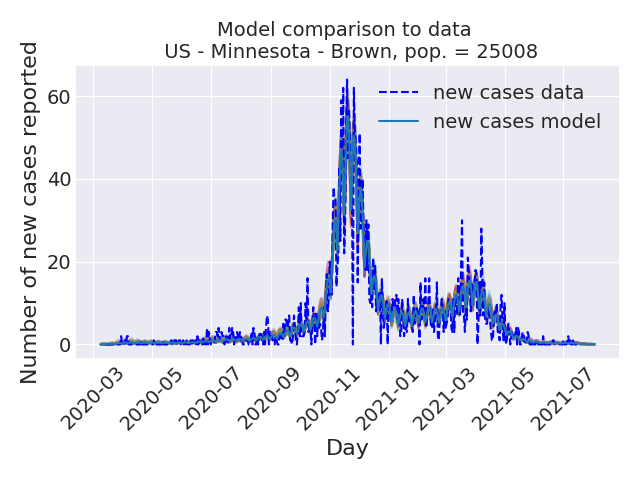 Model comparison to data
US - Minnesota - Brown, pop. = 25008
new cases data
new cases model
Number of new cases reported
60
40
20
0
2020-03
2020-05
2020-07
2020-09
2020-11
2021-01
2021-03
2021-05
2021-07
Day